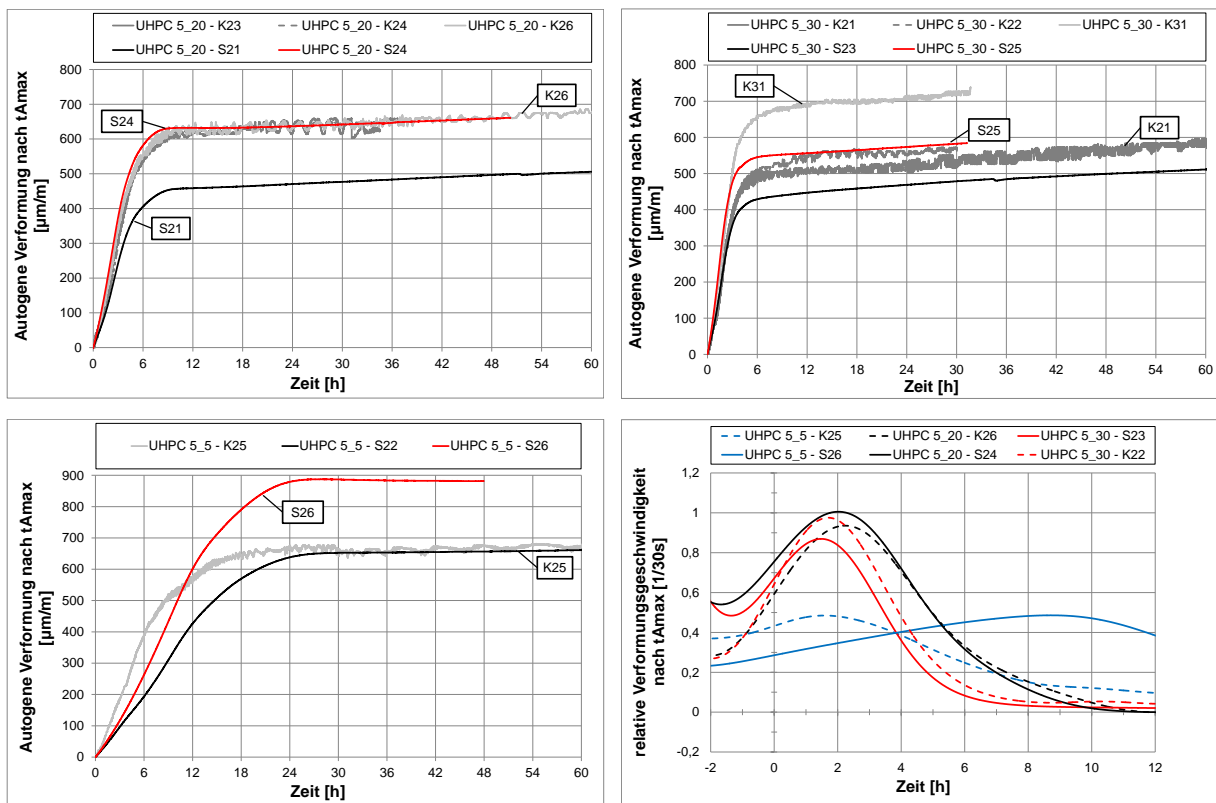 UHPC 5_20 - K23 UHPC 5_20 - K24 UHPC 5_20 - K26
UHPC 5_20 - S21 UHPC 5_20 - S24
Autogene Verformung nach tAmax
[µm/m]
800
700
600
500
400
300
200
100
0
S24
K26
S21
0 6 12 18 24 30 36 42 48 54 60
Zeit [h]
UHPC 5_30 - K21 UHPC 5_30 - K22 UHPC 5_30 - K31
UHPC 5_30 - S23 UHPC 5_30 - S25
Autogene Verformung nach tAmax
[µm/m]
800
700
600
500
400
300
200
100
0
K31
S25
K21
0 6 12 18 24 30 36 42 48 54 60
Zeit [h]
UHPC 5_5 - K25 UHPC 5_5 - S22 UHPC 5_5 - S26
Autogene Verformung nach tAmax
[µm/m]
900
800
700
600
500
400
300
200
100
0
S26
K25
0 6 12 18 24 30 36 42 48 54 60
Zeit [h]
UHPC 5_5 - K25 UHPC 5_20 - K26 UHPC 5_30 - S23
UHPC 5_5 - S26 UHPC 5_20 - S24 UHPC 5_30 - K22
relative Verformungsgeschwindigkeit
nach tAmax [1/30s]
1,2
1
0,8
0,6
0,4
0,2
0
-0,2
-2 0 2 4 6 8 10 12
Zeit [h]